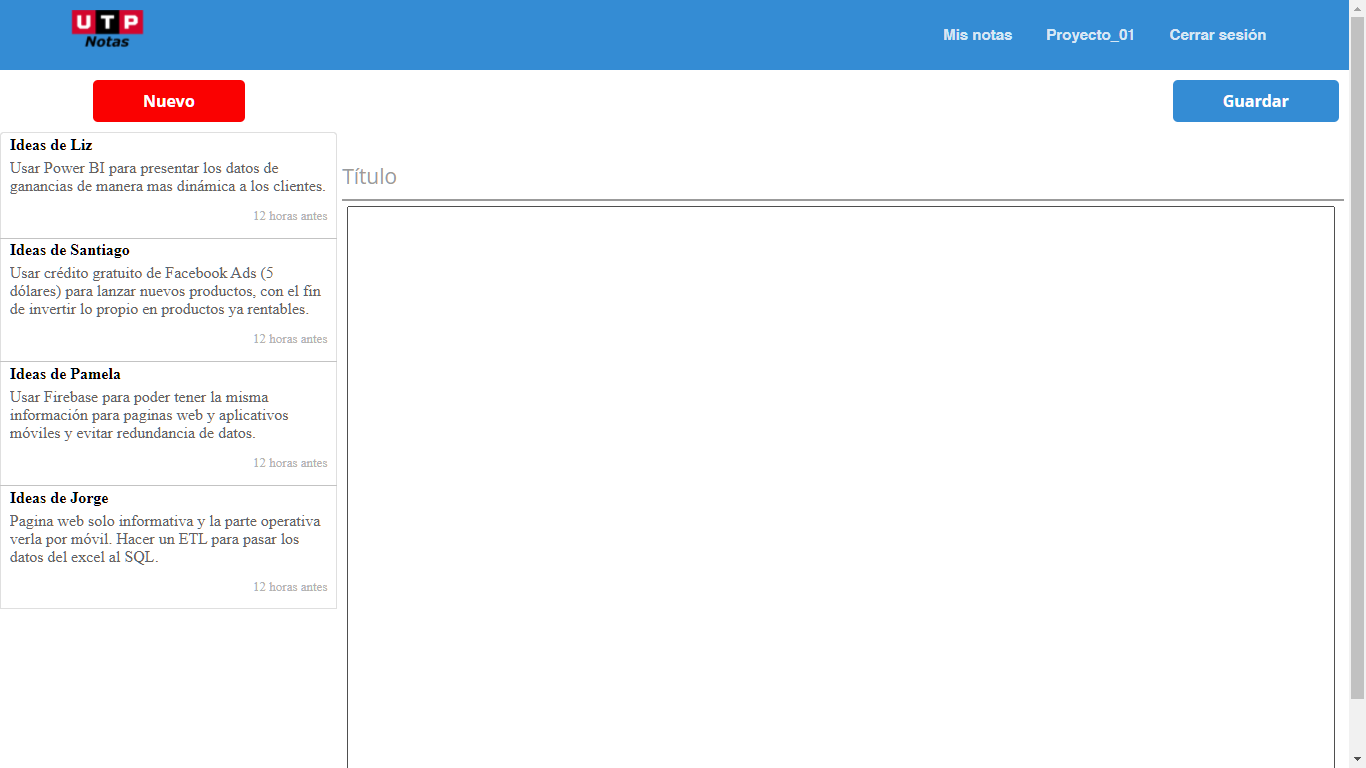 UTP
Notas
Mis notas
Proyecto_01
Cerrar sesión
Nuevo
Guardar
Ideas de Liz
Usar Power BI para presentar los datos de
ganancias de manera mas dinámica a los clientes.
12 horas antes
Ideas de Santiago
Usar crédito gratuito de Facebook Ads (5
dólares) para lanzar nuevos productos, con el fin
de invertir lo propio en productos ya rentables.
12 horas antes
Ideas de Pamela
Usar Firebase para poder tener la misma
información para paginas web y aplicativos
móviles y evitar redundancia de datos.
12 horas antes
Ideas de Jorge
Pagina web solo informativa y la parte operativa
verla por móvil. Hacer un ETL para pasar los
datos del excel al SQL.
12 horas antes
Título